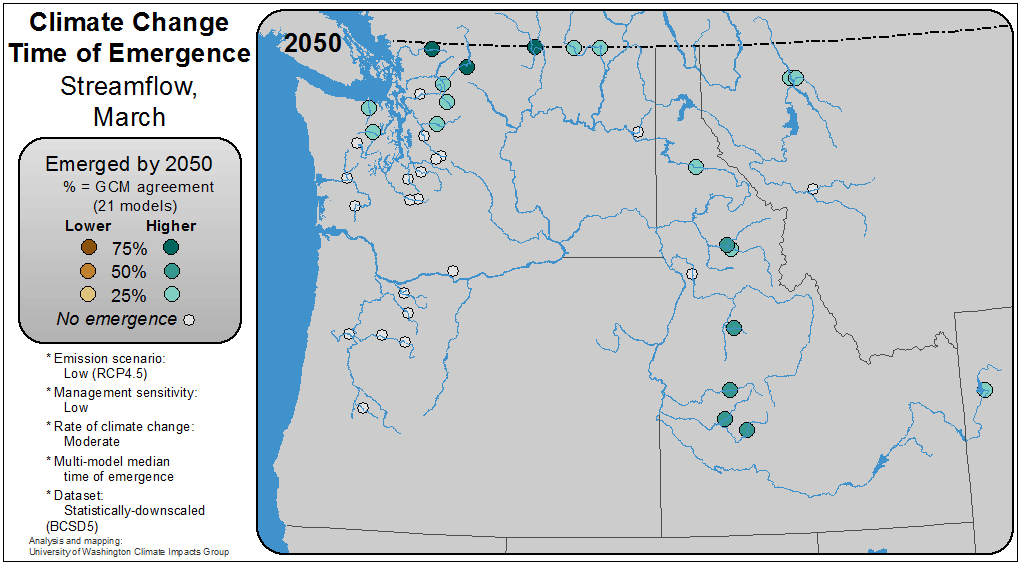 Climate Change
Time of Emergence
Streamflow,
March
2050
Emerged by 2050
% = GCM agreement
(21 models)
Lower Higher
75%
50%
25%
No emergence
* Emission scenario:
Low (RCP4.5)
* Management sensitivity:
Low
* Rate of climate change:
Moderate
* Multi-model median
time of emergence
* Dataset:
Statistically-downscaled
(BCSD5)
Analysis and mapping:
University of Washington Climate Impacts Group